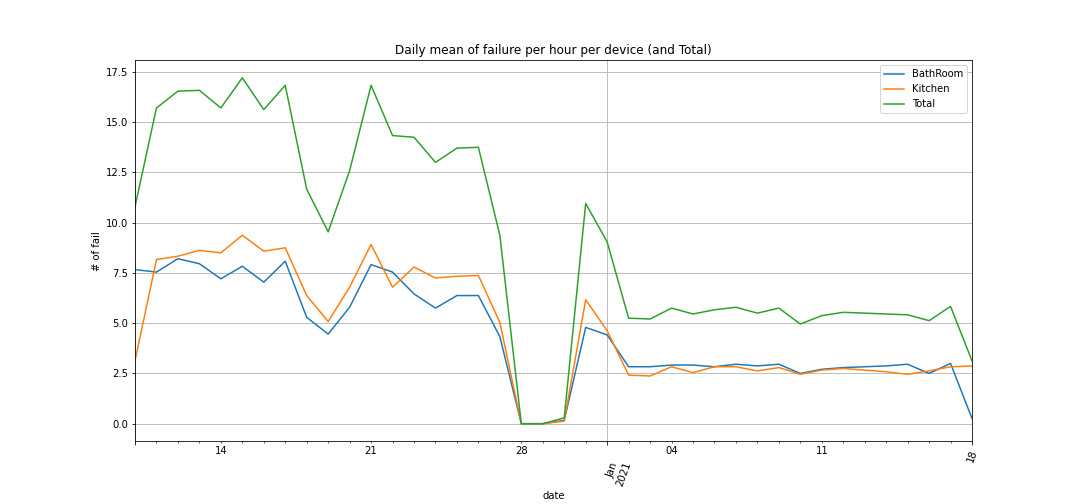 Daily mean of failure per hour per device (and Total)
17.5
15.0
12.5
10.0
7.5
5.0
2.5
0.0
# of fail
BathRoom
Kitchen
Total
14
21
28
Jan
2021
04
11
18
date